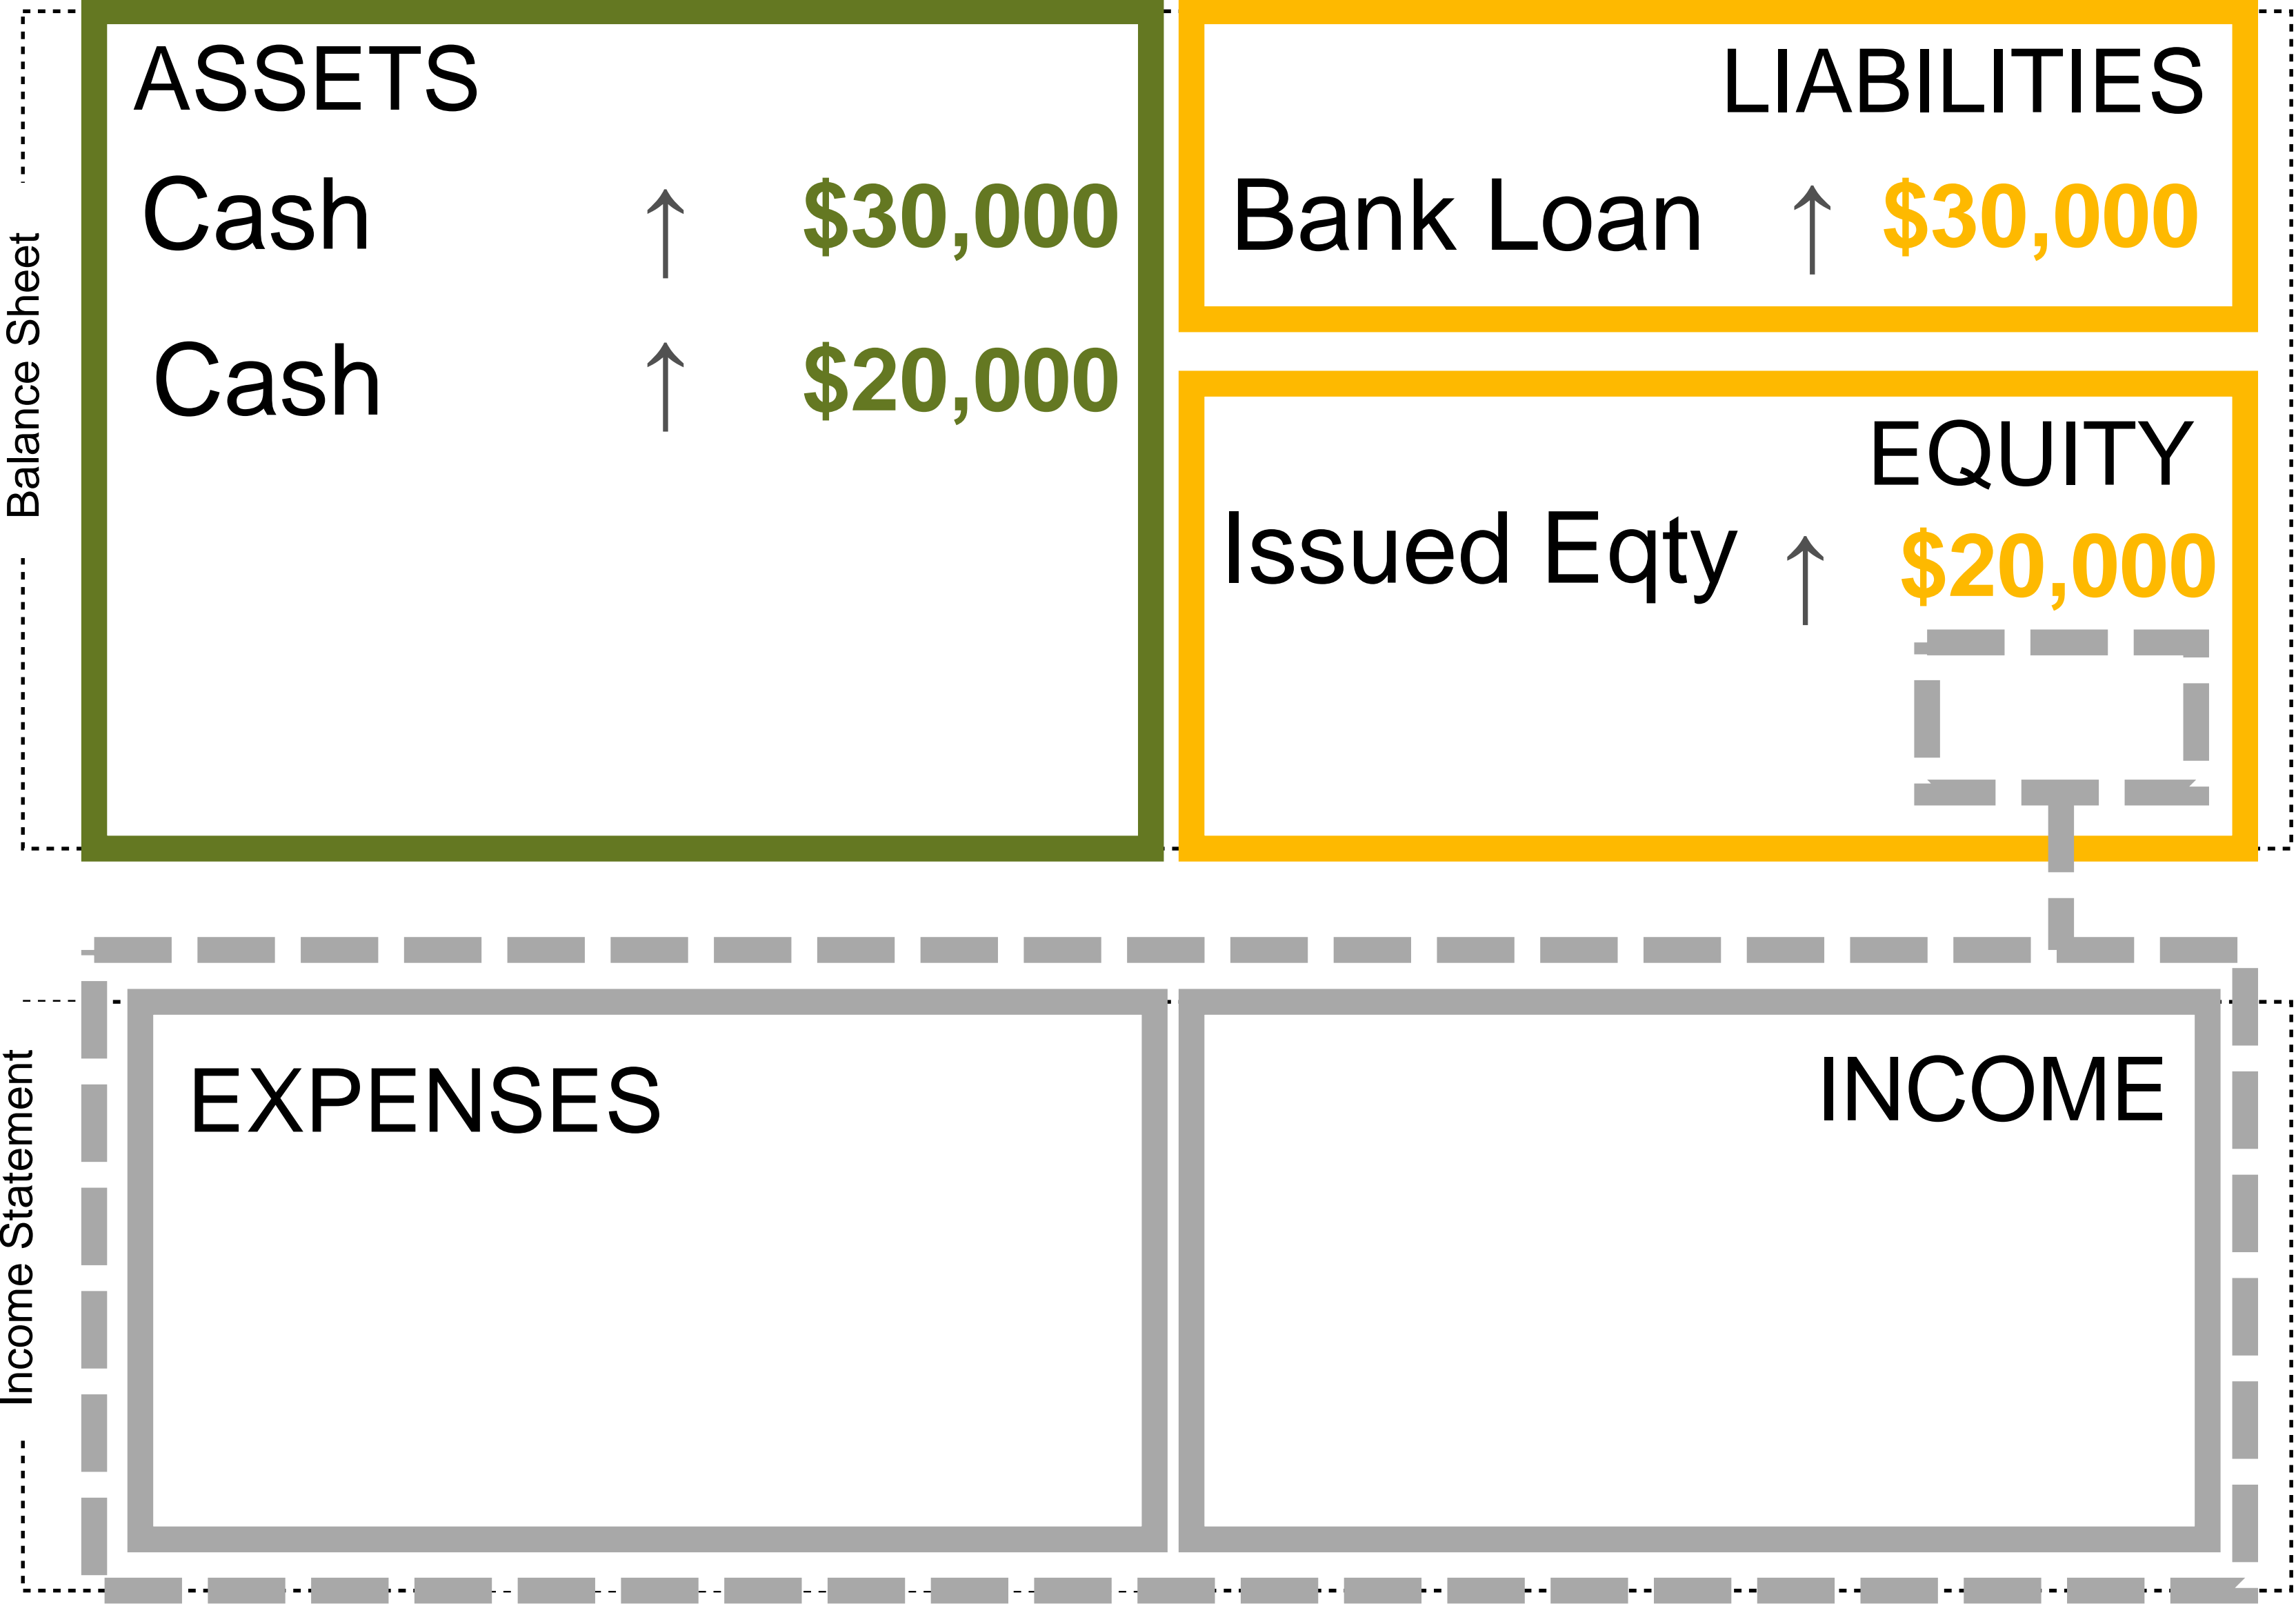 Balance Sheet
ASSETS
Cash ↑ $30,000
Cash ↑ $20,000
LIABILITIES
Bank Loan ↑ $30,000
EQUITY
Issued Eqty ↑ $20,000
Income Statement
EXPENSES
INCOME